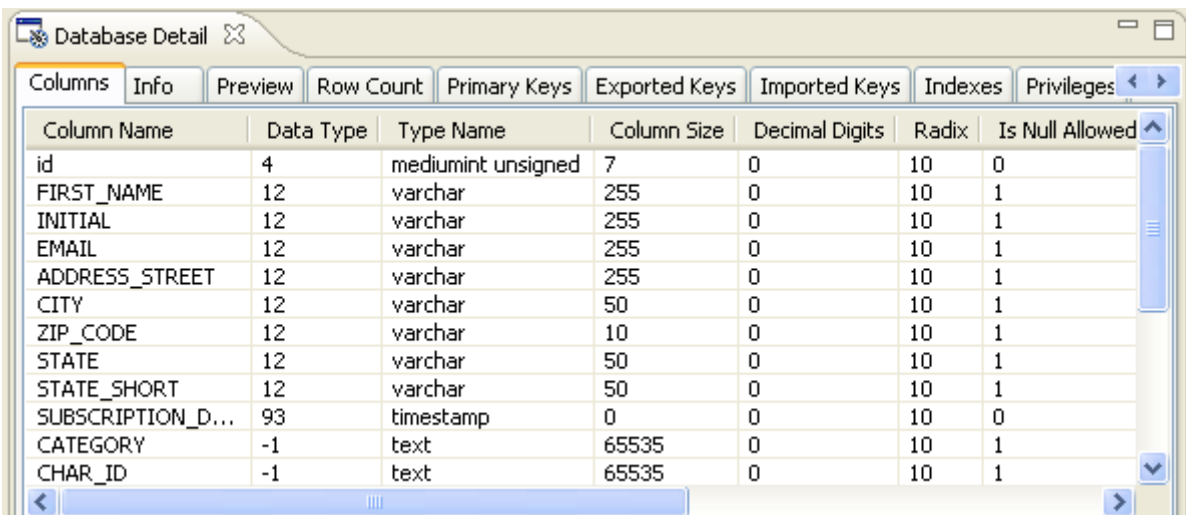 Database Detail
Columns Info Preview Row Count Primary Keys Exported Keys Imported Keys Indexes Privileges
Column Name Data Type Type Name Column Size Decimal Digits Radix Is Null Allowed
id 4 mediumint unsigned 7 0 10 0
FIRST_NAME 12 varchar 255 0 10 1
INITIAL 12 varchar 255 0 10 1
EMAIL 12 varchar 255 0 10 1
ADDRESS_STREET 12 varchar 255 0 10 1
CITY 12 varchar 50 0 10 1
ZIP_CODE 12 varchar 10 0 10 1
STATE 12 varchar 50 0 10 1
STATE_SHORT 12 varchar 50 0 10 1
SUBSCRIPTION_D... 93 timestamp 0 0 10 0
CATEGORY -1 text 65535 0 10 1
CHAR_ID -1 text 65535 0 10 1